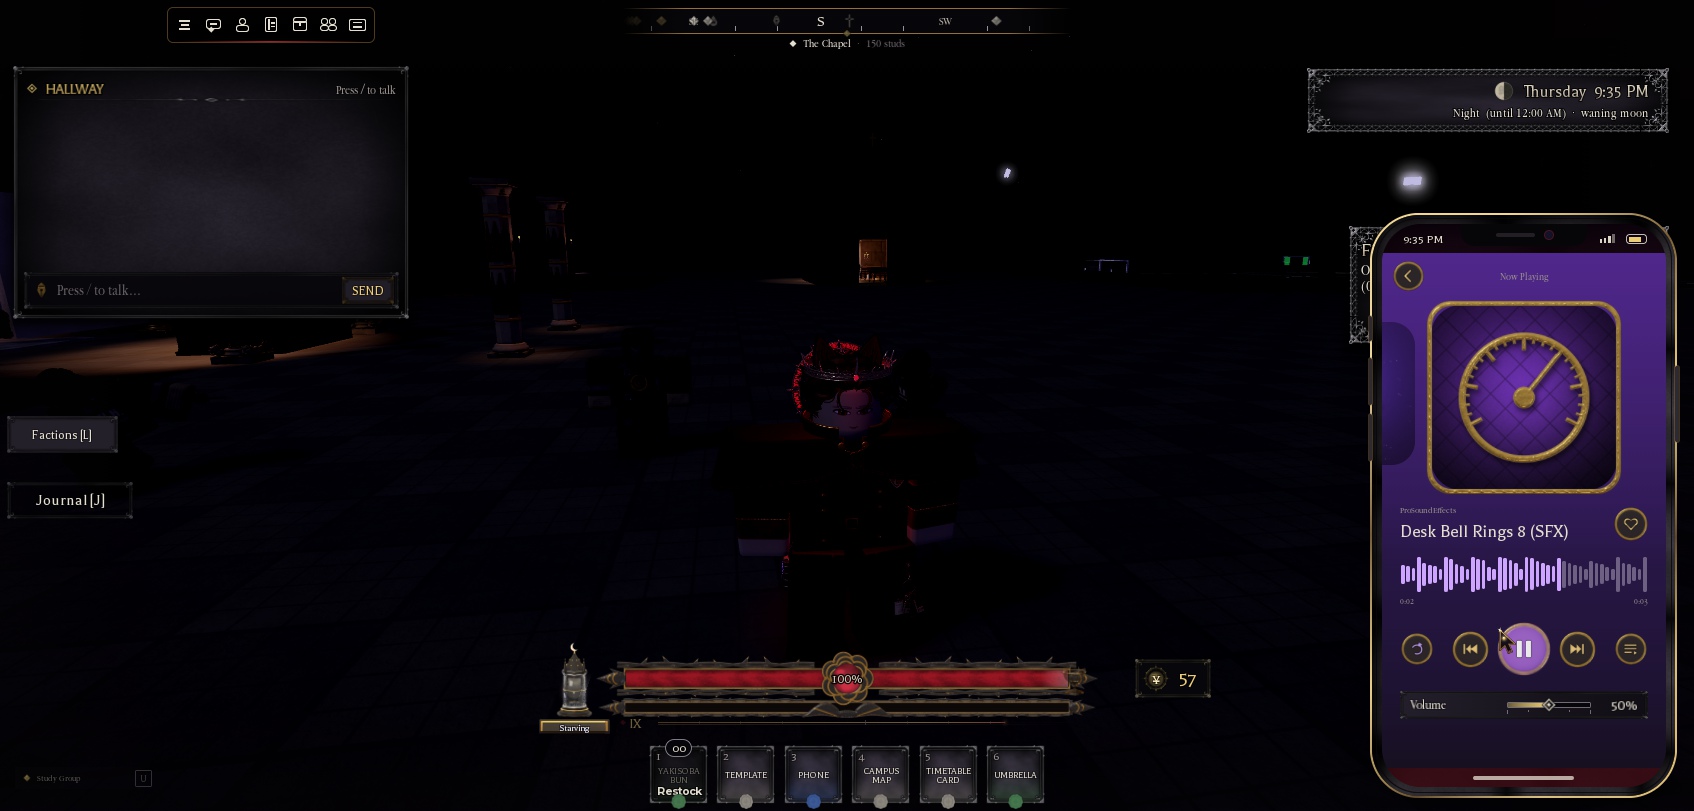 S
SW
The Chapel · 150 studs
HALLWAY
Press / to talk
Press / to talk...
SEND
Thursday 9:35 PM
Night (until 12:00 AM) · waning moon
9:35 PM
Now Playing
ProSoundEffects
Desk Bell Rings 8 (SFX)
0:02
0:03
Volume
50%
Factions [L]
Journal [J]
100%
¥ 57
Starving
IX
1
YAKISOBA
BUN
Restock
2
TEMPLATE
3
PHONE
4
CAMPUS
MAP
5
TIMETABLE
CARD
6
UMBRELLA
Study Group
U